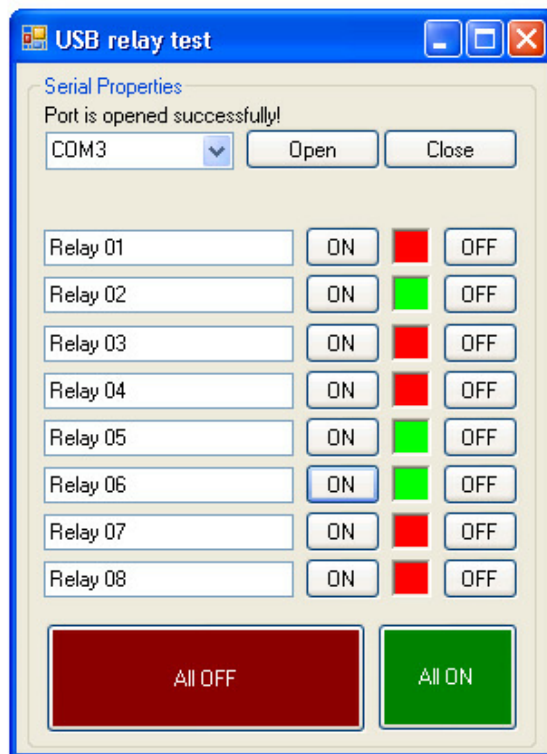 USB relay test
Serial Properties
Port is opened successfully!
COM3 Open Close
Relay 01 ON OFF
Relay 02 ON OFF
Relay 03 ON OFF
Relay 04 ON OFF
Relay 05 ON OFF
Relay 06 ON OFF
Relay 07 ON OFF
Relay 08 ON OFF
All OFF All ON